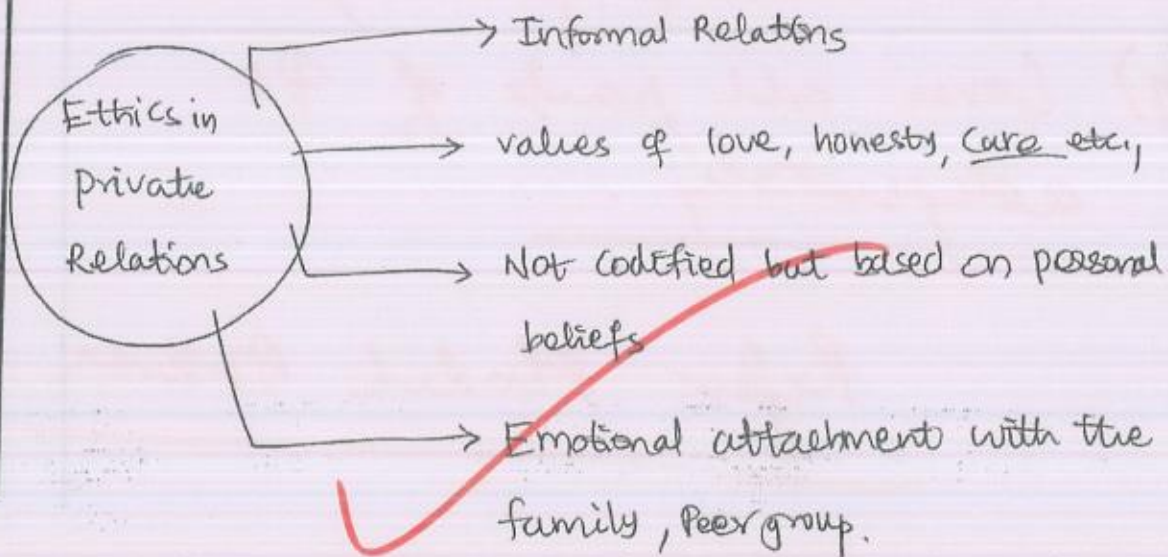 Informal Relations
Ethics in
private
Relations
values of love, honesty, Care etc,
Not codified but based on personal
beliefs
Emotional attachment with the
family, Peer group.